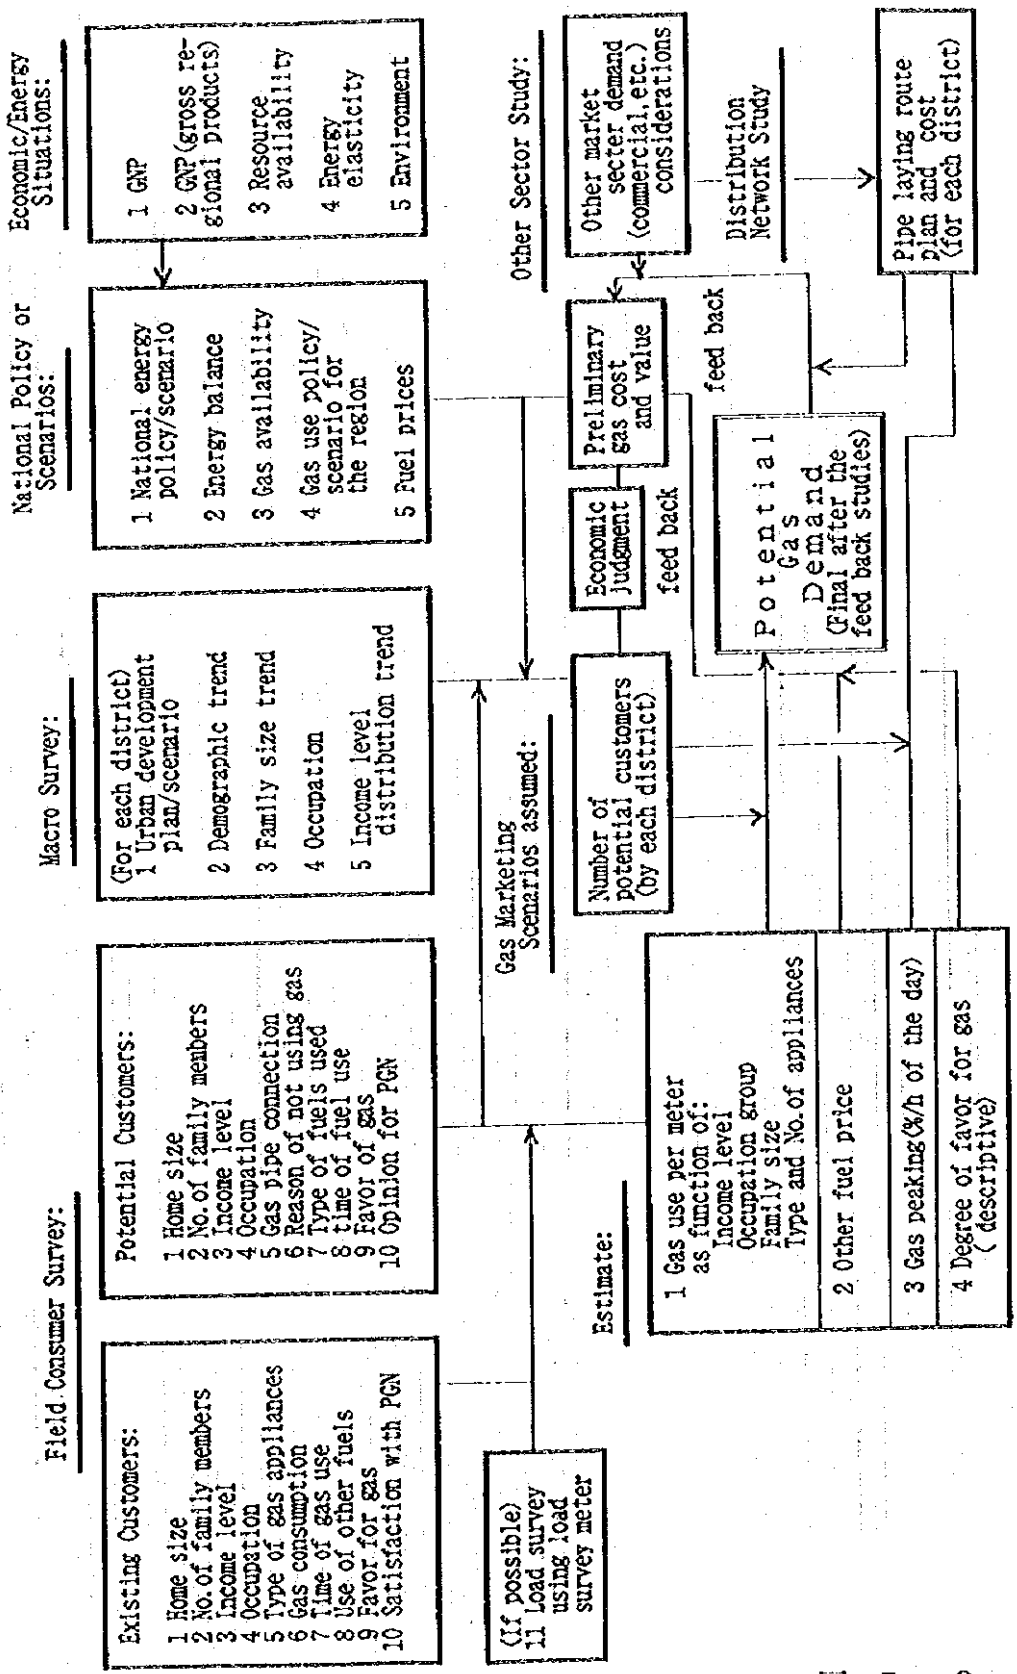 Field Consumer Survey:
Existing Customers:
1 Home size
2 No.of family members
3 Income level
4 Occupation
5 Type of gas appliances
6 Gas consumption
7 Time of gas use
8 Use of other fuels
9 Favor for gas
10 Satisfaction with PGN
(If possible)
11 Load survey
using load
survey meter
Potential Customers:
1 Home size
2 No.of family members
3 Income level
4 Occupation
5 Gas pipe connection
6 Reason of not using gas
7 Type of fuels used
8 time of fuel use
9 Favor of gas
10 Opinion for PGN
Macro Survey:
(For each district)
1 Urban development
plan/scenario
2 Demographic trend
3 Family size trend
4 Occupation
5 Income level
distribution trend
National Policy or
Scenarios:
1 National energy
policy/scenario
2 Energy balance
3 Gas availability
4 Gas use policy/
scenario for
the region
5 Fuel prices
Economic/Energy
Situations:
1 GNP
2 GNP(gross re-
gional products)
3 Resource
availability
4 Energy
elasticity
5 Environment
Gas Marketing
Scenarios assumed:
Other Sector Study:
Estimate:
1 Gas use per meter
as function of:
Income level
Occupation group
Family size
Type and No.of appliances
2 Other fuel price
3 Gas peaking(%/h of the day)
4 Degree of favor for gas
( descriptive)
Number of
potential customers
(by each district)
Economic
judgment
feed back
Preliminary
gas cost
and value
feed back
Other market
secter demand
(commercial,etc.)
considerations
Distribution
Network Study
Potential
Gas
Demand
(Final after the
feed back studies)
Pipe laying route
plan and cost
(for each district)